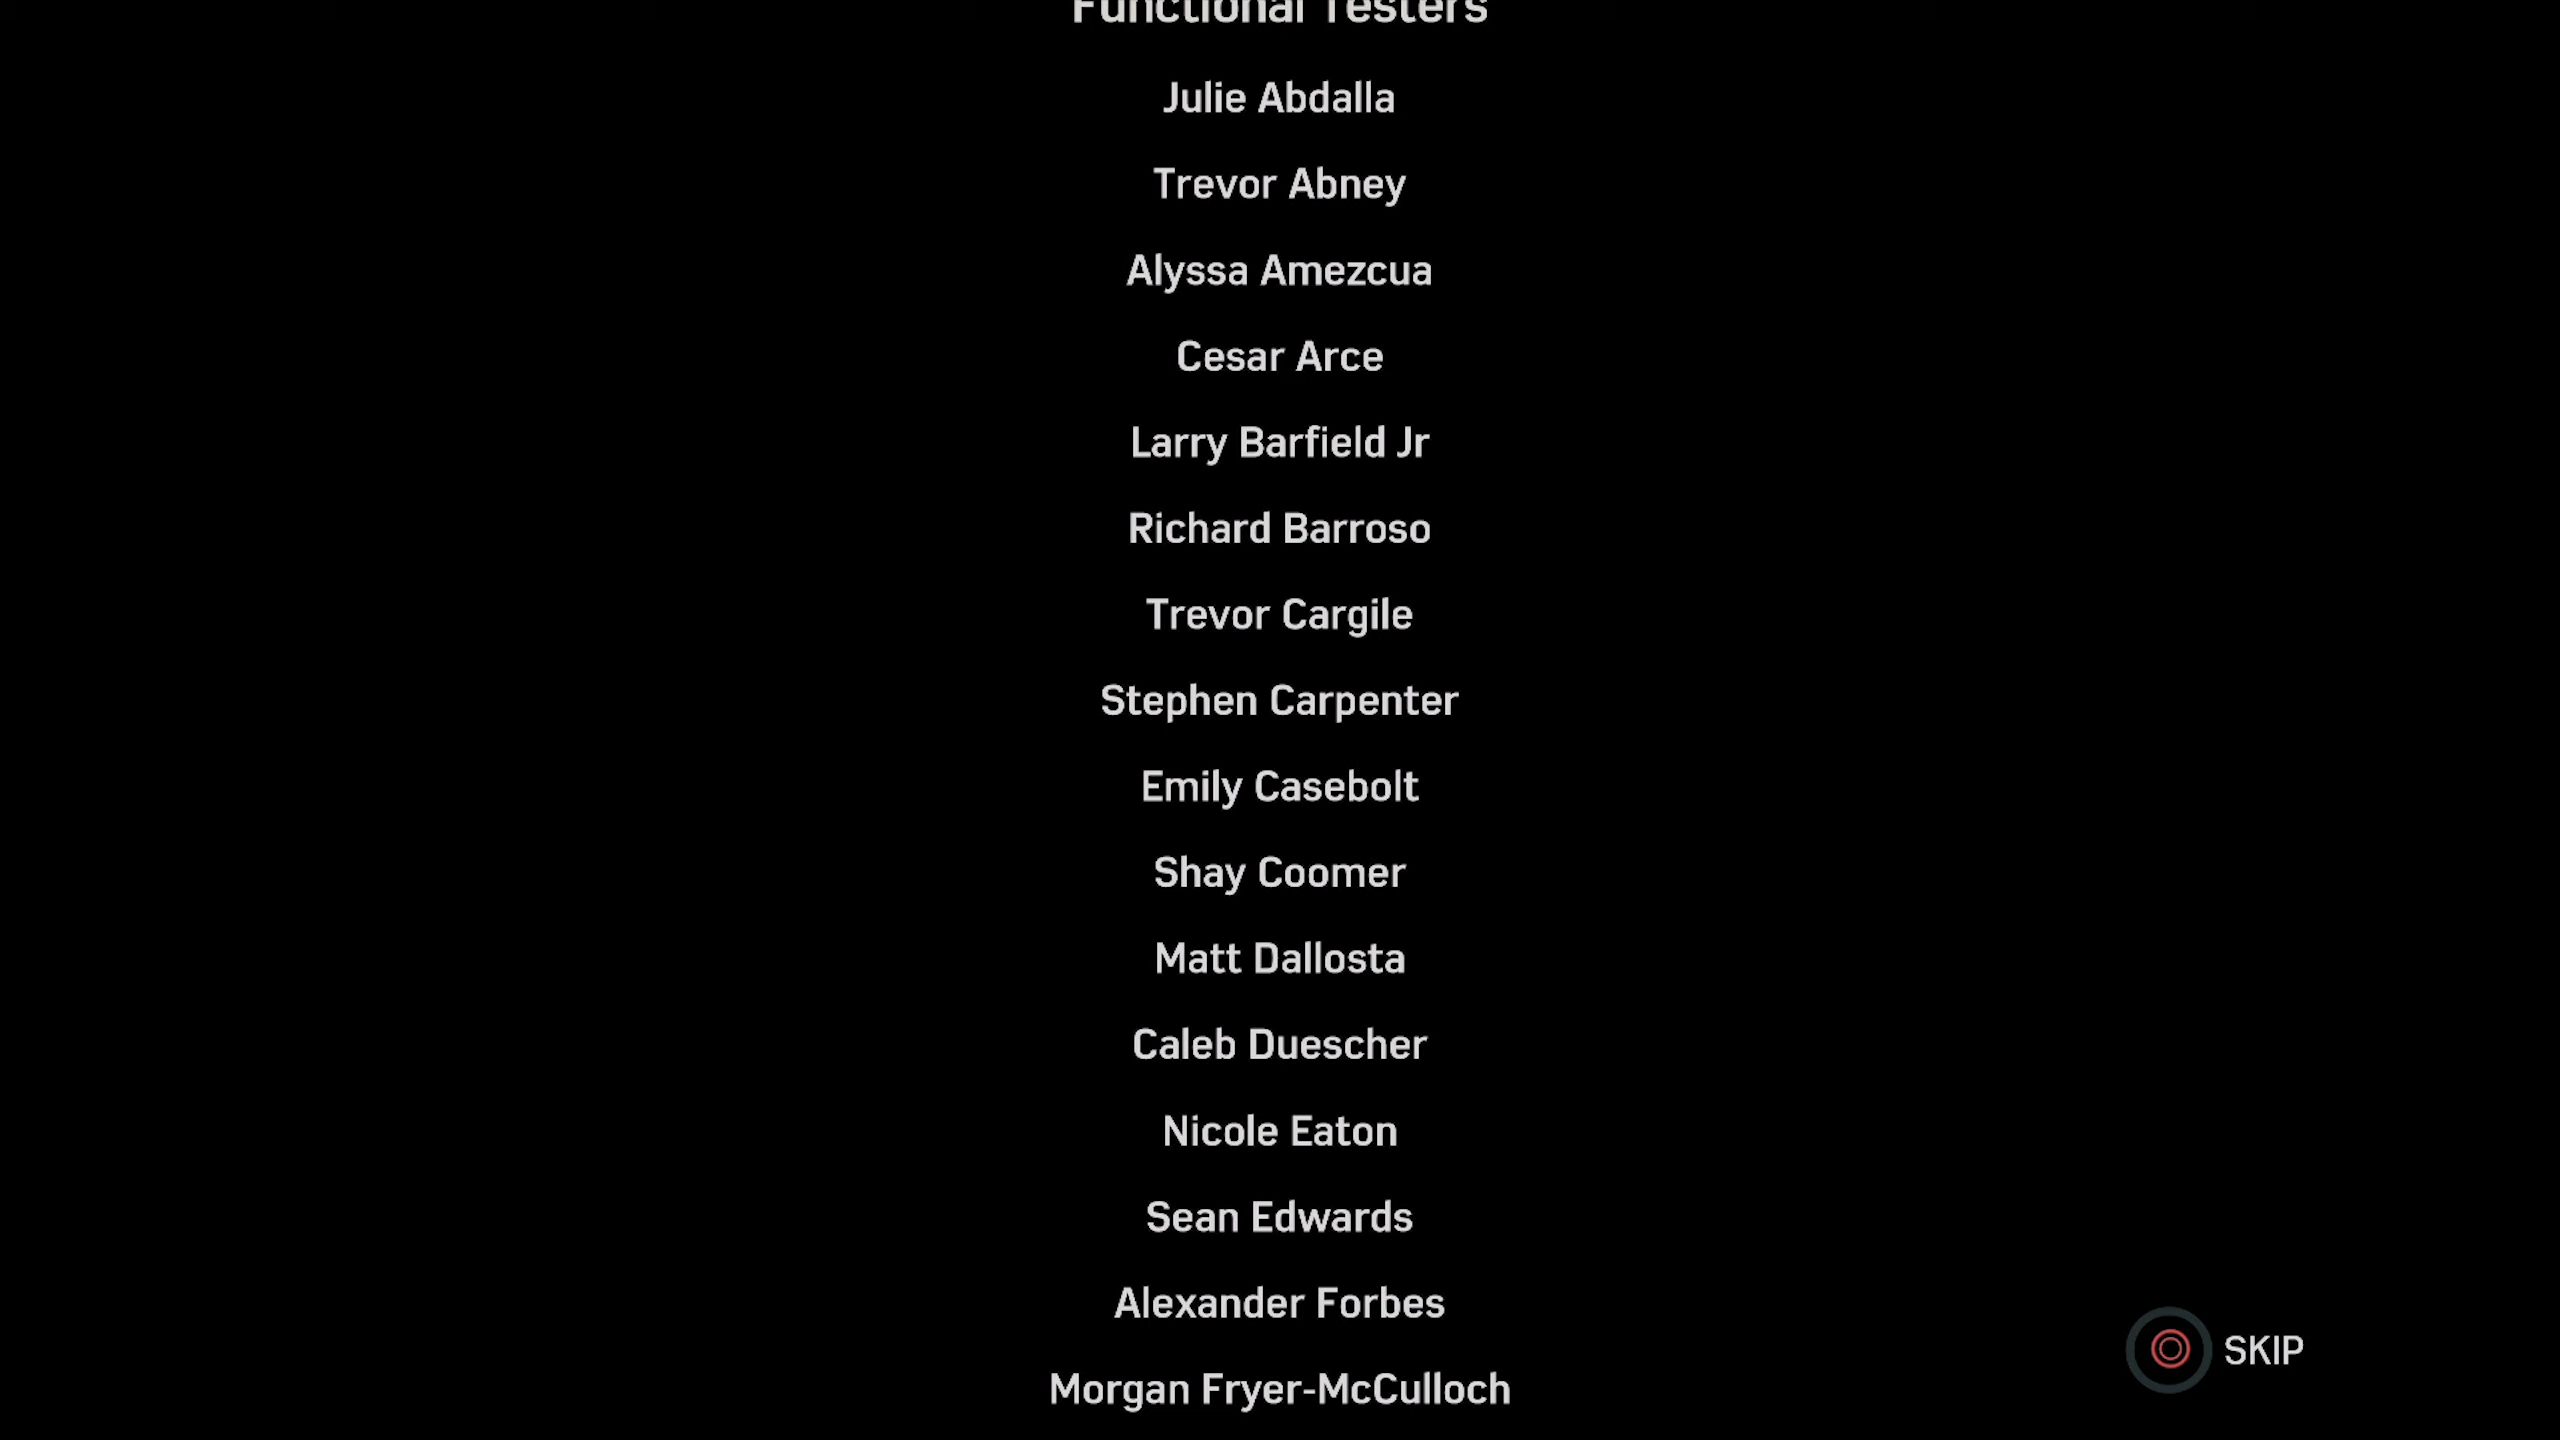 Functional Testers
Julie Abdalla
Trevor Abney
Alyssa Amezcua
Cesar Arce
Larry Barfield Jr
Richard Barroso
Trevor Cargile
Stephen Carpenter
Emily Casebolt
Shay Coomer
Matt Dallosta
Caleb Duescher
Nicole Eaton
Sean Edwards
Alexander Forbes
SKIP
Morgan Fryer-McCulloch